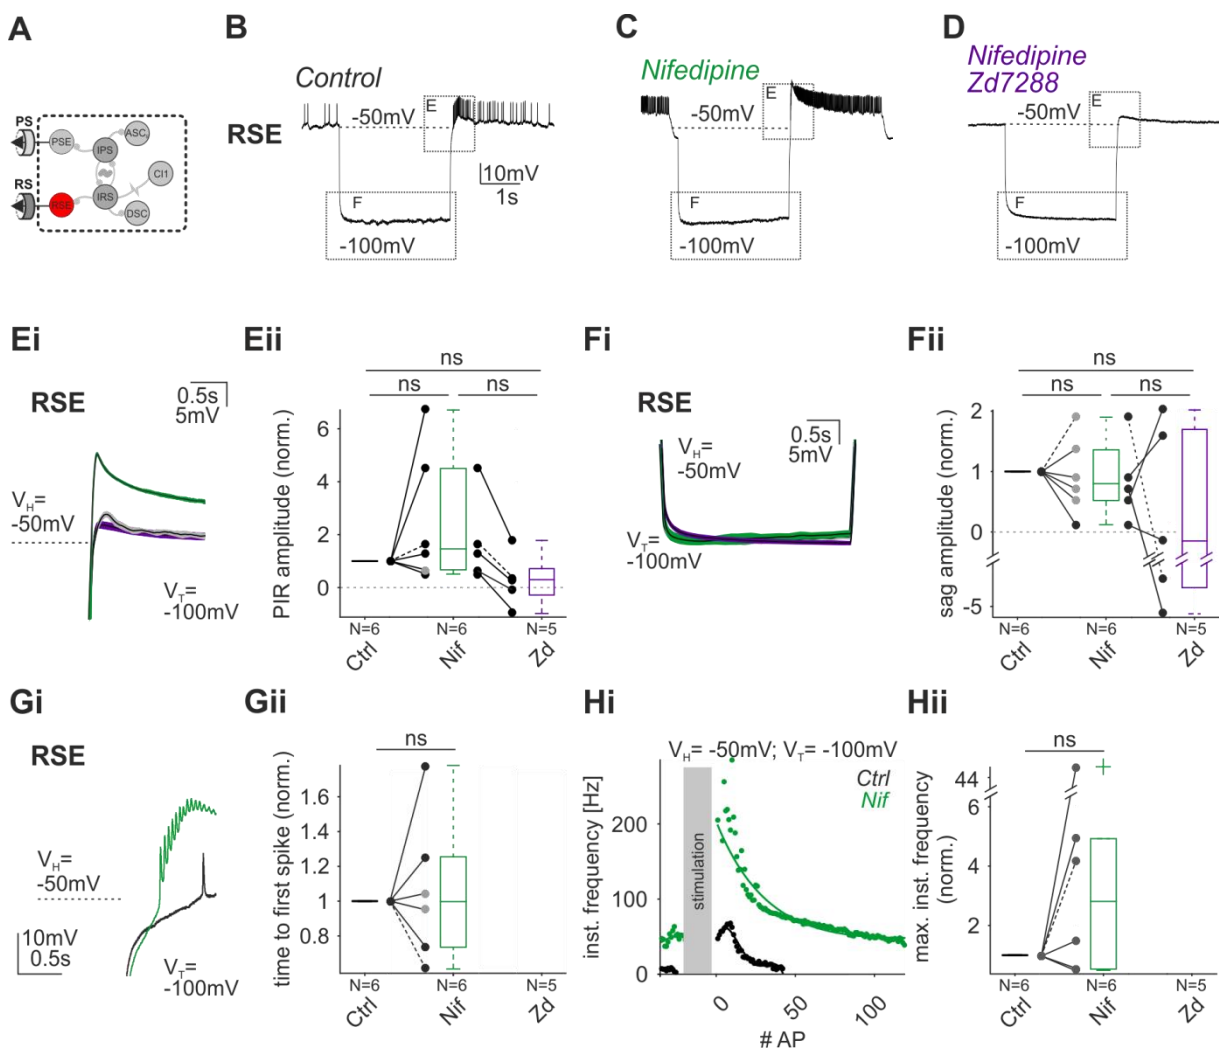 A
PS
PSE
IPS
ASC
CI1
RS
RSE
IRS
DSC
B
Control
RSE
-50mV
E
10mV
1s
F
-100mV
C
Nifedipine
-50mV
E
F
-100mV
D
Nifedipine
Zd7288
-50mV
E
F
-100mV
Ei
RSE
0.5s
5mV
VH=
-50mV
VT=
-100mV
Eii
ns
ns
ns
PIR amplitude (norm.)
6
4
2
0
N=6
N=6
N=5
Ctrl
Nif
Zd
Fi
RSE
0.5s
5mV
VH=
-50mV
VT=
-100mV
Fii
ns
ns
ns
sag amplitude (norm.)
2
1
0
-5
N=6
N=6
N=5
Ctrl
Nif
Zd
Gi
RSE
VH=
-50mV
10mV
0.5s
VT=
-100mV
Gii
ns
time to first spike (norm.)
1.6
1.4
1.2
1
0.8
N=6
N=6
N=5
Ctrl
Nif
Zd
Hi
VH= -50mV; VT= -100mV
Ctrl
Nif
inst. frequency [Hz]
200
100
0
stimulation
0
50
100
# AP
Hii
ns
max. inst. frequency
(norm.)
44
6
4
2
N=6
N=6
N=5
Ctrl
Nif
Zd